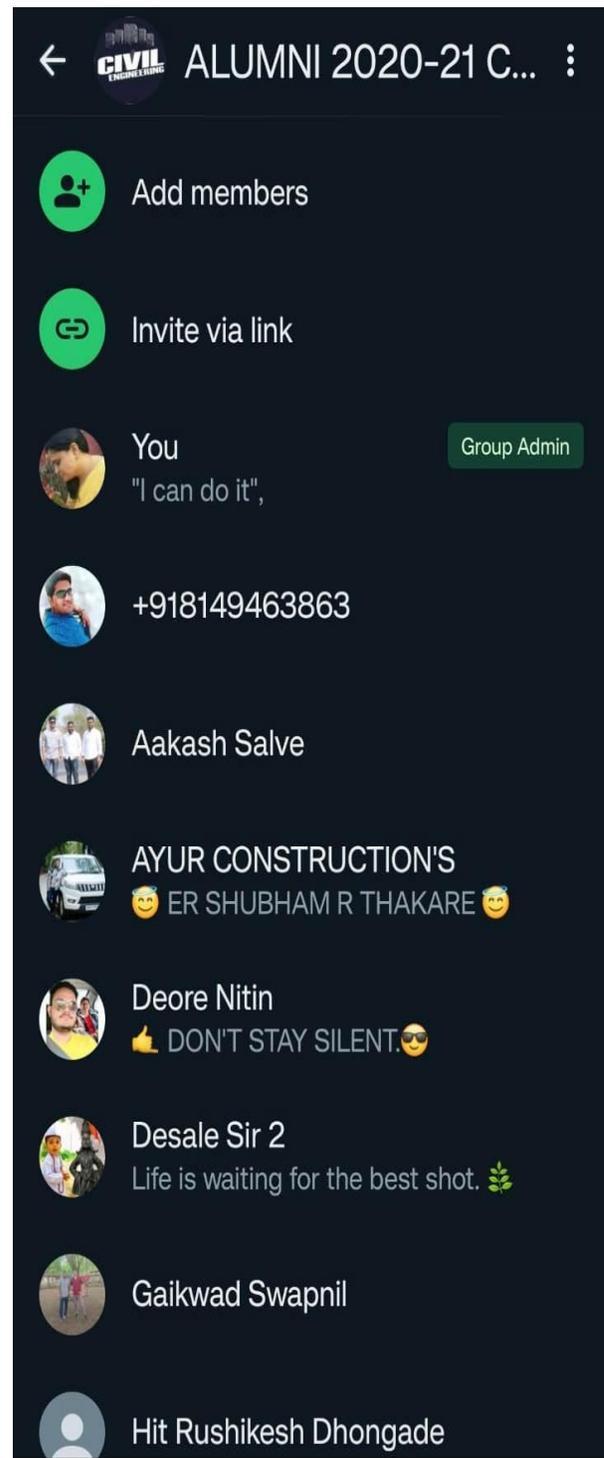 CIVIL
ENGINEERING
ALUMNI 2020-21 C...
Add members
Invite via link
You
Group Admin
"I can do it",
+918149463863
Aakash Salve
AYUR CONSTRUCTION'S
😇 ER SHUBHAM R THAKARE 😇
Deore Nitin
🤙 DON'T STAY SILENT.😎
Desale Sir 2
Life is waiting for the best shot. 🌿
Gaikwad Swapnil
Hit Rushikesh Dhongade